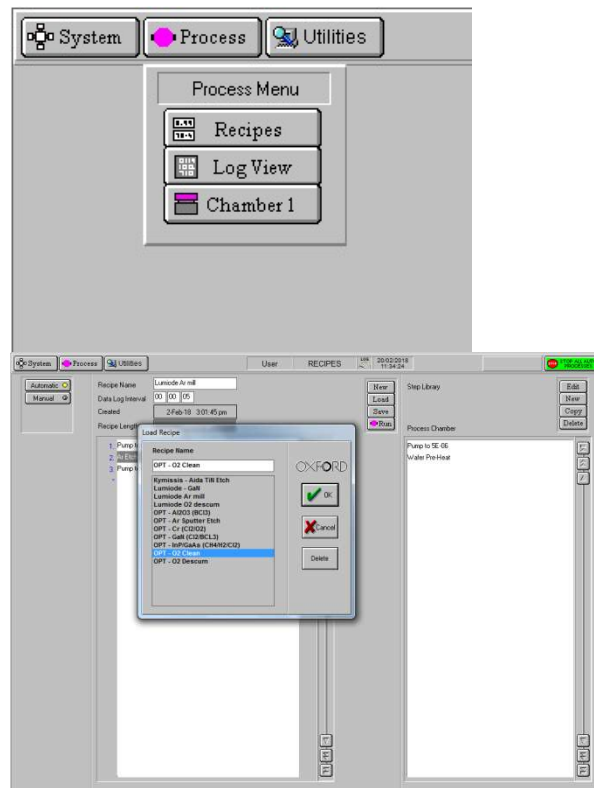 System Process Utilities
Process Menu
Recipes
Log View
Chamber 1
System Process Utilities User RECIPES 20/02/2018
11:34:24
STOP ALL AUTO
PROCESSES
Automatic
Manual
Recipe Name Lumiode Ar mill
Data Log Interval 00 00 05
Created 2-Feb-18 3:01:45 pm
Recipe Length
New
Load
Save
Run
Step Library
Process Chamber
Edit
New
Copy
Delete
1 Pump to
2 Ar Etch
3 Pump to
Pump to 5E-06
Wafer Pre-Heat
Load Recipe
Recipe Name
OPT - O2 Clean
Kymissis - Aida TiN Etch
Lumiode - GaN
Lumiode Ar mill
Lumiode O2 descum
OPT - Al2O3 (BCl3)
OPT - Ar Sputter Etch
OPT - Cr (Cl2/O2)
OPT - GaN (Cl2/BCL3)
OPT - InP/GaAs (CH4/H2/Cl2)
OPT - O2 Clean
OPT - O2 Descum
OXFORD
OK
Cancel
Delete